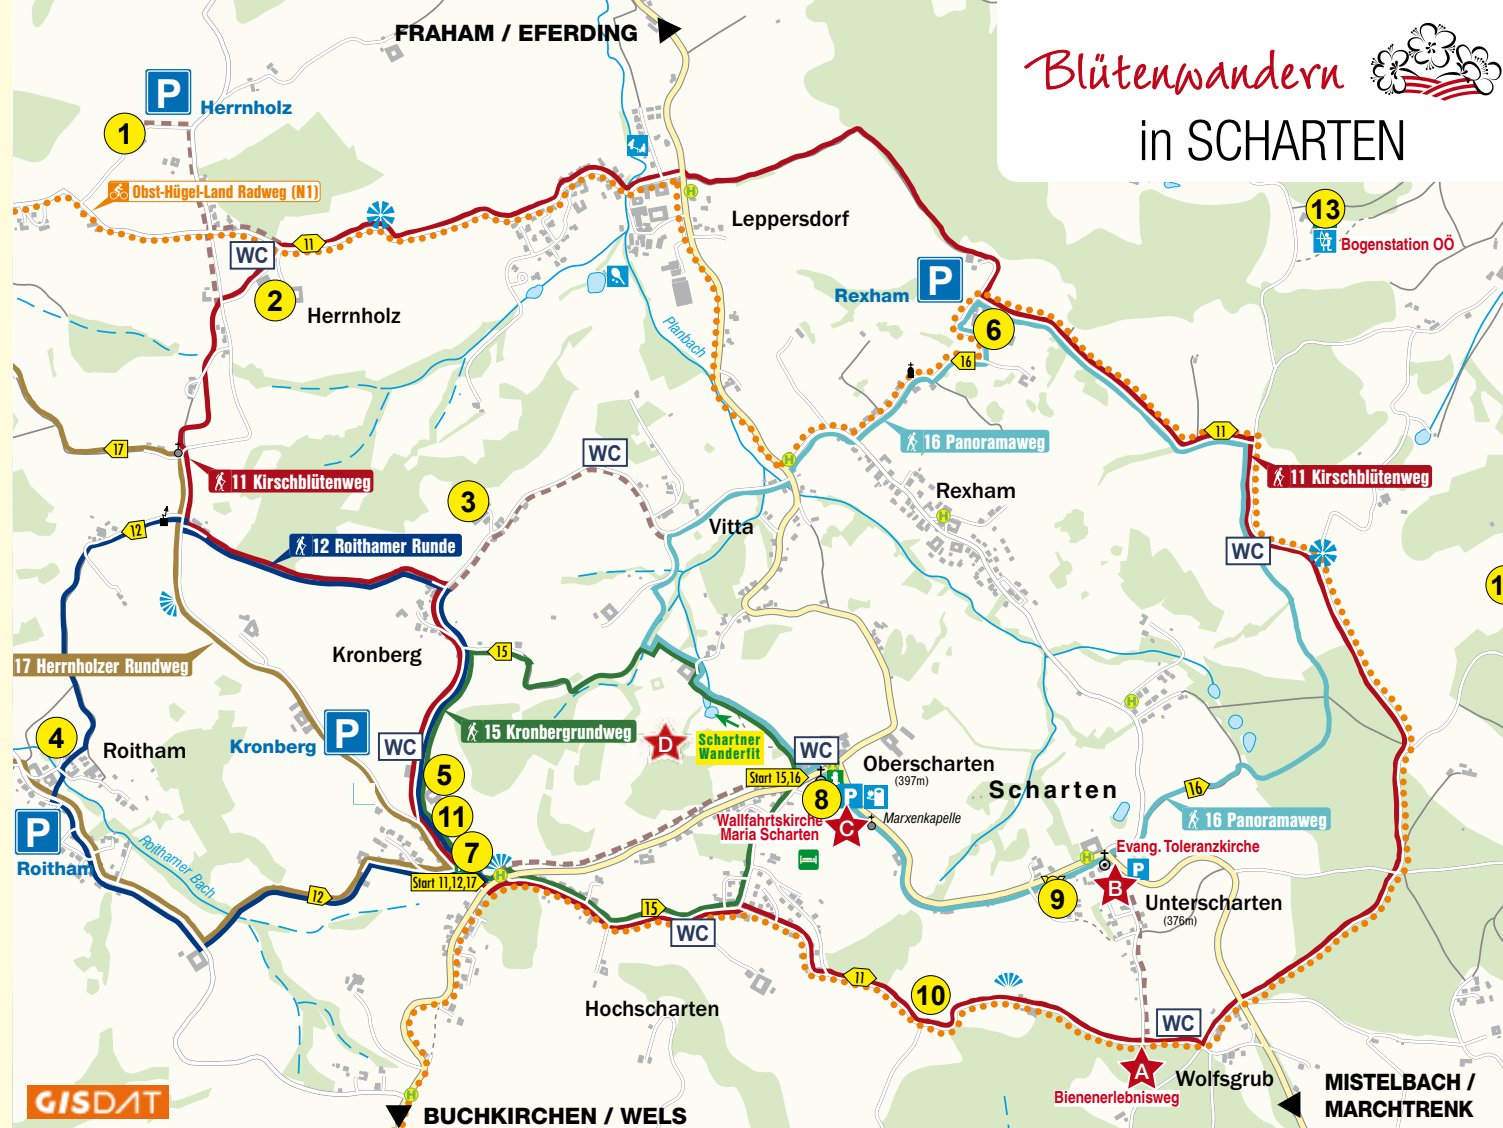 FRAHAM / EFERDING
Blütenwandern
in SCHARTEN
P
Herrnholz
1
Obst-Hügel-Land Radweg (N1)
WC
11
2
Herrnholz
H
Leppersdorf
13
Bogenstation OÖ
Rexham
P
6
16
Planbach
17
11 Kirschblütenweg
WC
3
H
16 Panoramaweg
11
11 Kirschblütenweg
Rexham
H
Vitta
12
12 Roithamer Runde
WC
1
Kronberg
15
17 Herrnholzer Rundweg
4
Roitham
Kronberg
P
WC
15 Kronbergrundweg
D
Schartner
Wanderfit
WC
Oberscharten
(397m)
Start 15,16
H
Scharten
16
16 Panoramaweg
5
11
7
8
P
Wallfahrtskirche
Maria Scharten
C
Marxenkapelle
P
Roitham
Roithamer Bach
Start 11,12,17
H
12
15
WC
Evang. Toleranzkirche
H
P
9
B
Unterscharten
(376m)
11
10
Hochscharten
WC
A
Wolfsgrub
Bienenerlebnisweg
MISTELBACH /
MARCHTRENK
GISDAT
H
BUCHKIRCHEN / WELS